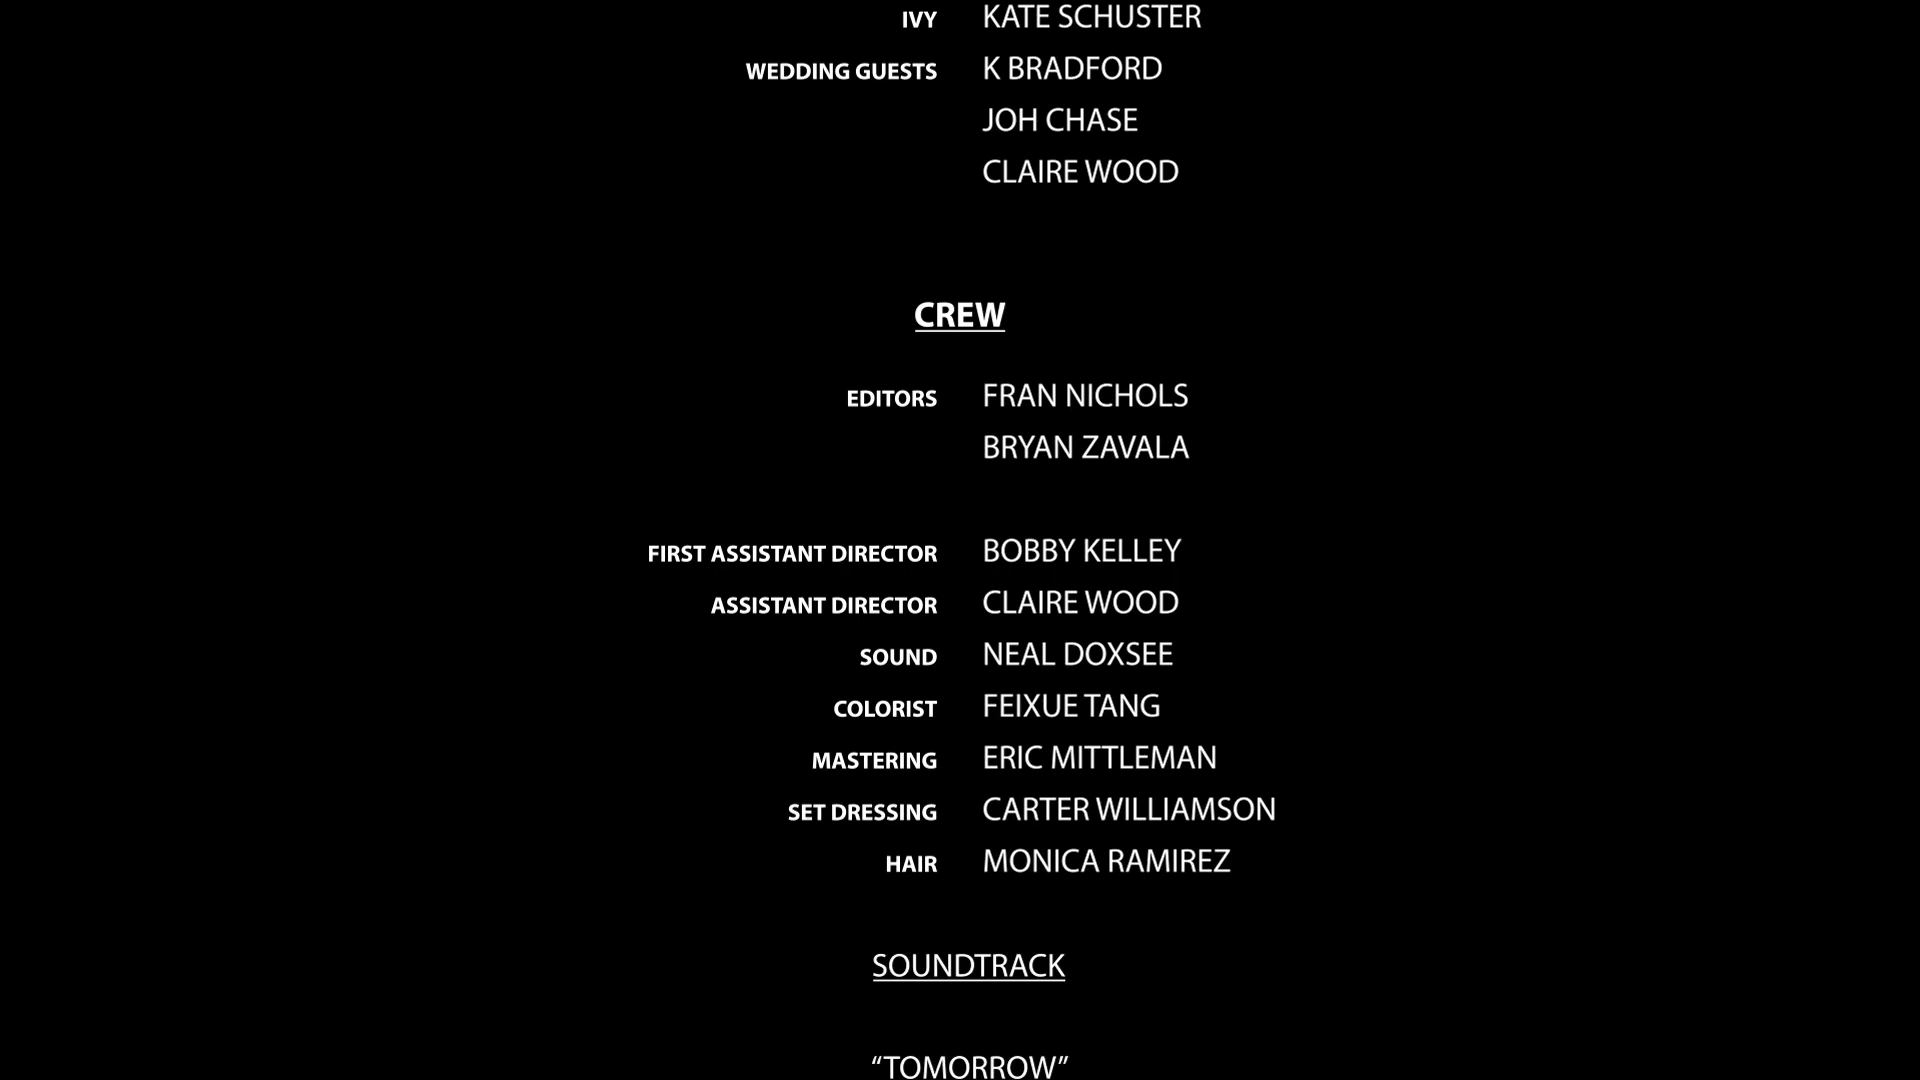 IVY KATE SCHUSTER
WEDDING GUESTS K BRADFORD
JOH CHASE
CLAIRE WOOD
CREW
EDITORS FRAN NICHOLS
BRYAN ZAVALA
FIRST ASSISTANT DIRECTOR BOBBY KELLEY
ASSISTANT DIRECTOR CLAIRE WOOD
SOUND NEAL DOXSEE
COLORIST FEIXUE TANG
MASTERING ERIC MITTLEMAN
SET DRESSING CARTER WILLIAMSON
HAIR MONICA RAMIREZ
SOUNDTRACK
“TOMORROW”